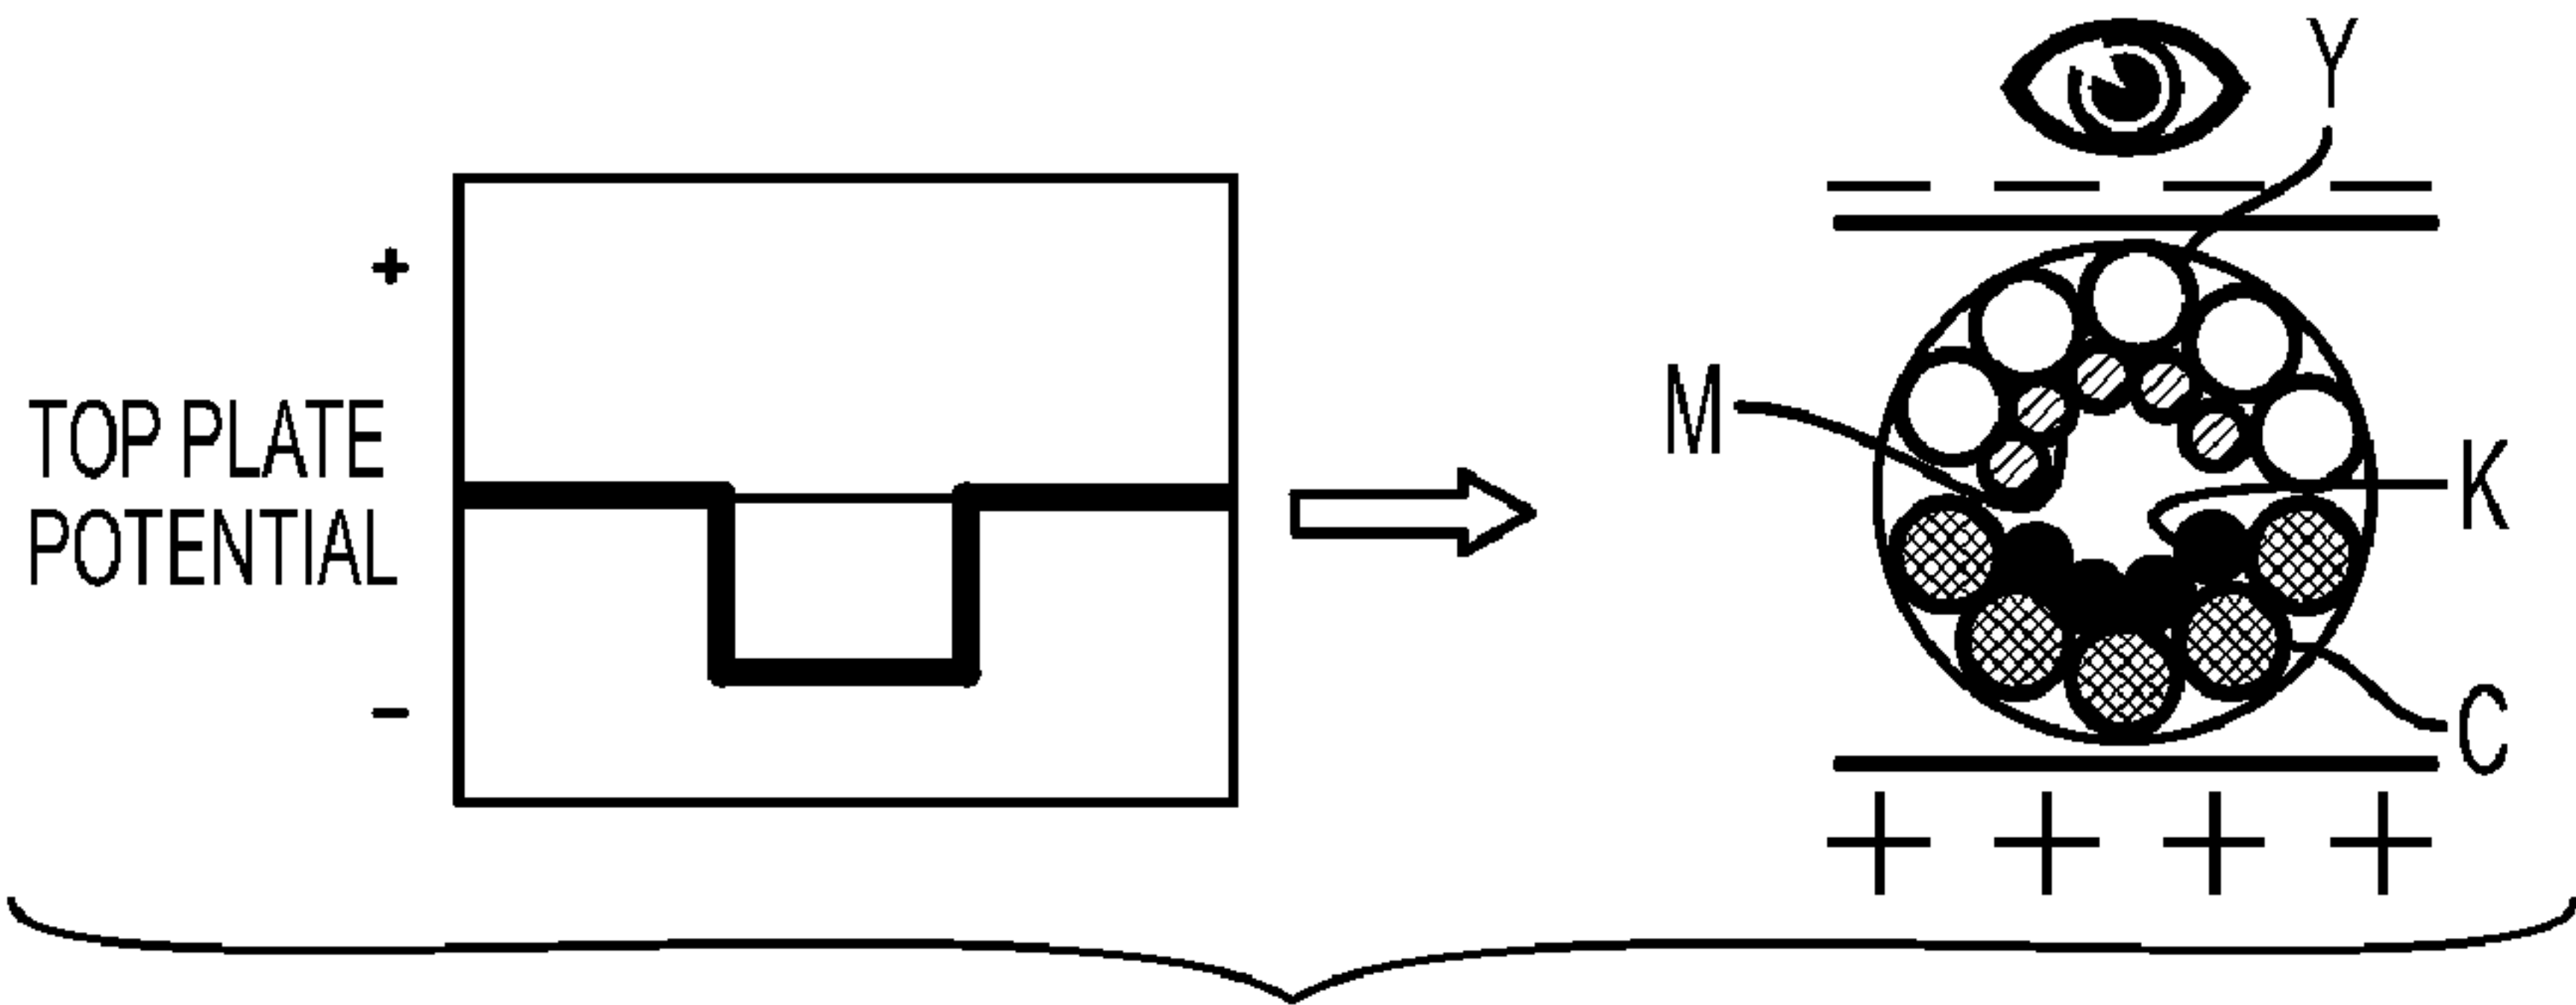 Y
+
TOP PLATE
POTENTIAL
M
K
−
C
+ + + +